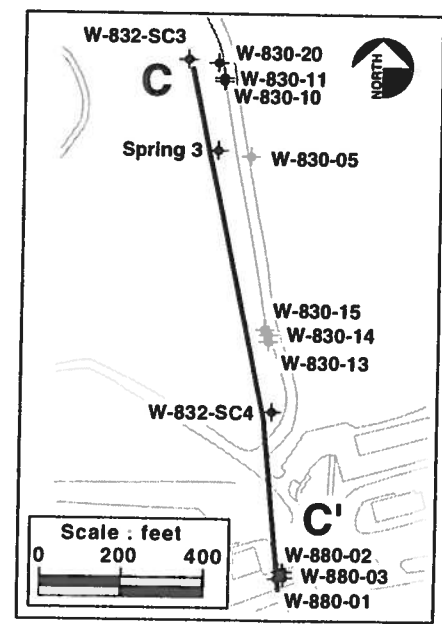 W-832-SC3
W-830-20
C
W-830-11
W-830-10
NORTH
Spring 3
W-830-05
W-830-15
W-830-14
W-830-13
W-832-SC4
C'
Scale : feet
0 200 400
W-880-02
W-880-03
W-880-01